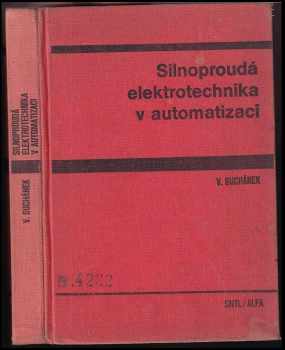 SILNOPROUDÁ
ELEKTROTECHNIKA
V AUTOMATIZACI
V. SUCHÁNEK
Silnoproudá
elektrotechnika
v automatizaci
V. SUCHÁNEK
SNTL/ALFA